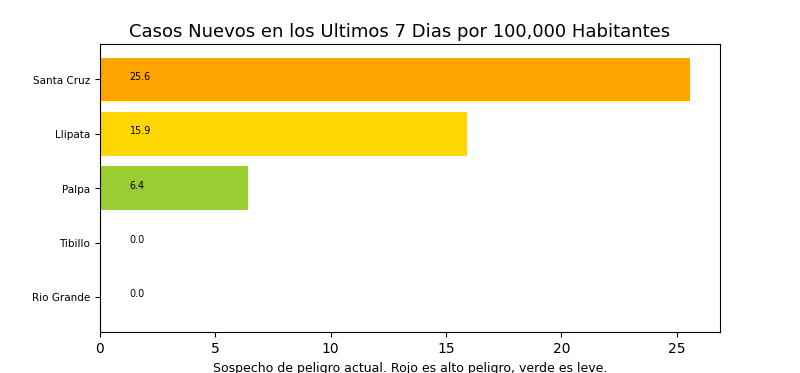 Casos Nuevos en los Ultimos 7 Dias por 100,000 Habitantes
Santa Cruz 25.6
Llipata 15.9
Palpa 6.4
Tibillo 0.0
Rio Grande 0.0
0 5 10 15 20 25
Sospecho de peligro actual. Rojo es alto peligro, verde es leve.